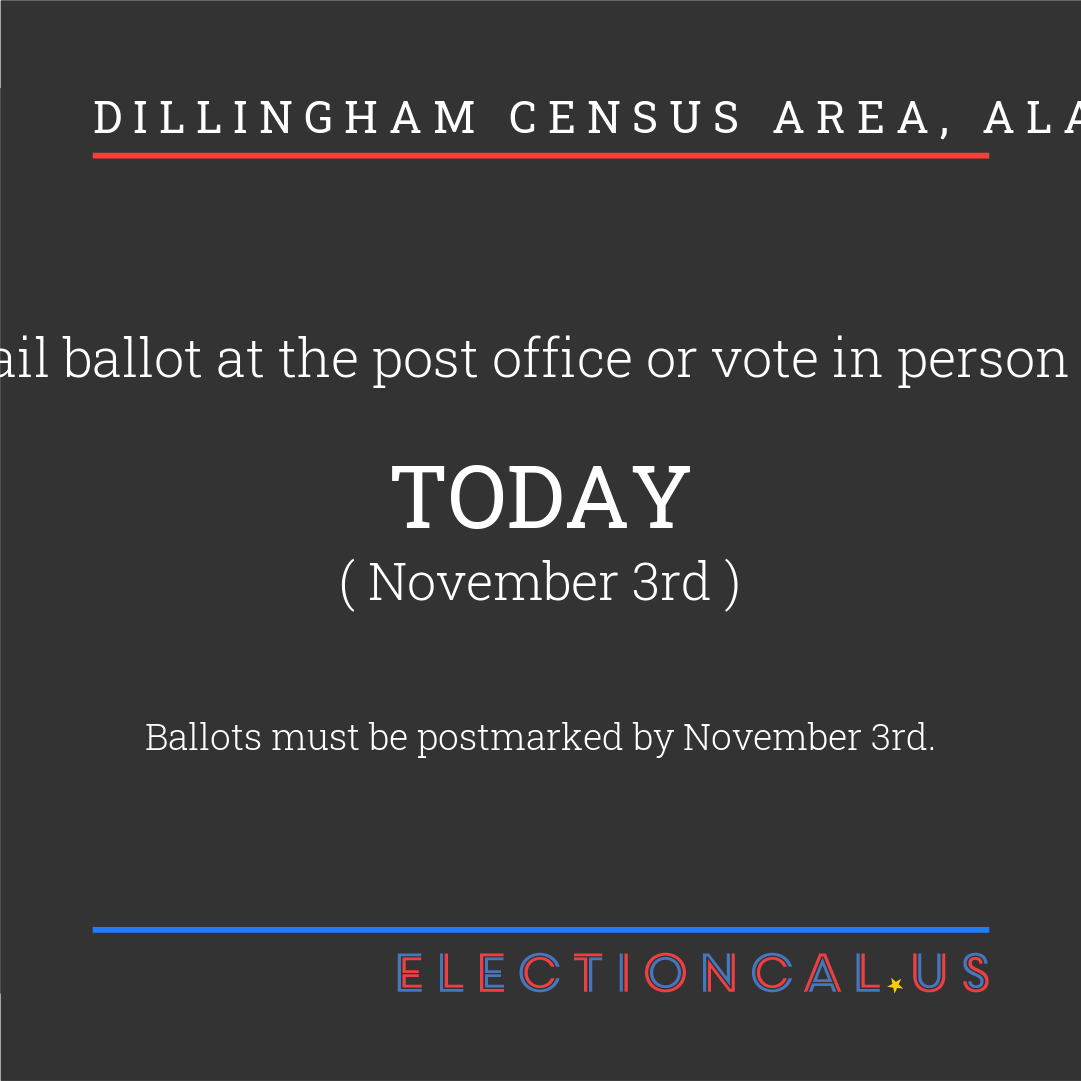 DILLINGHAM CENSUS AREA, ALA
ail ballot at the post office or vote in person
TODAY
( November 3rd )
Ballots must be postmarked by November 3rd.
ELECTIONCAL.US